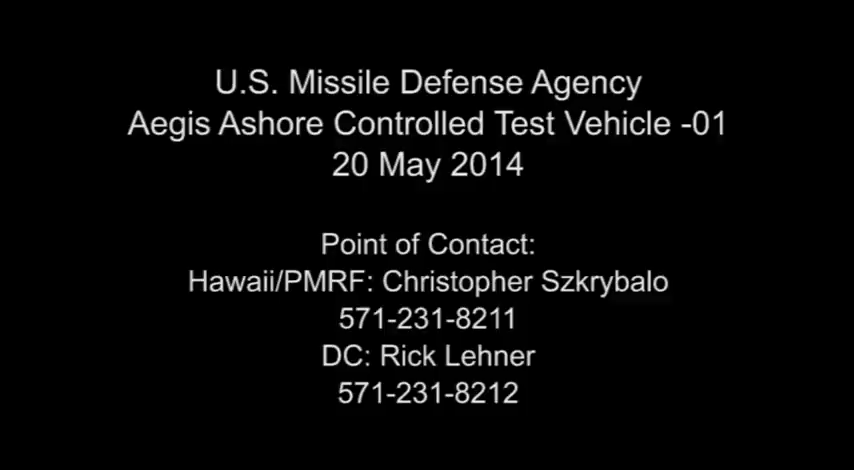 U.S. Missile Defense Agency
Aegis Ashore Controlled Test Vehicle -01
20 May 2014
Point of Contact:
Hawaii/PMRF: Christopher Szkrybalo
571-231-8211
DC: Rick Lehner
571-231-8212